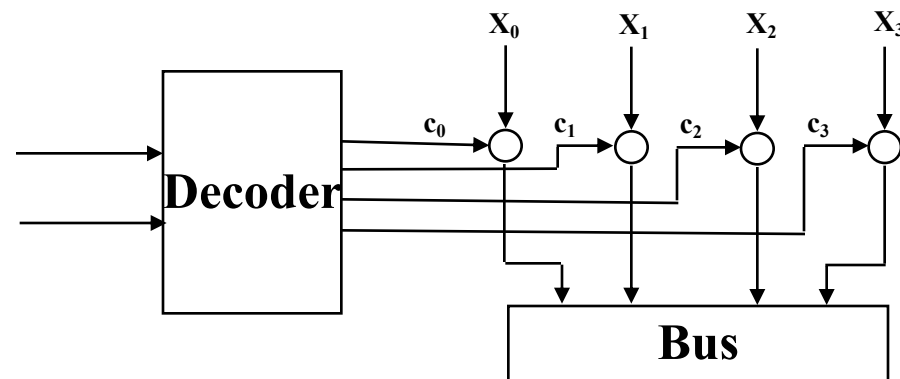 X₀ X₁ X₂ X₃
c₀ c₁ c₂ c₃
Decoder
Bus